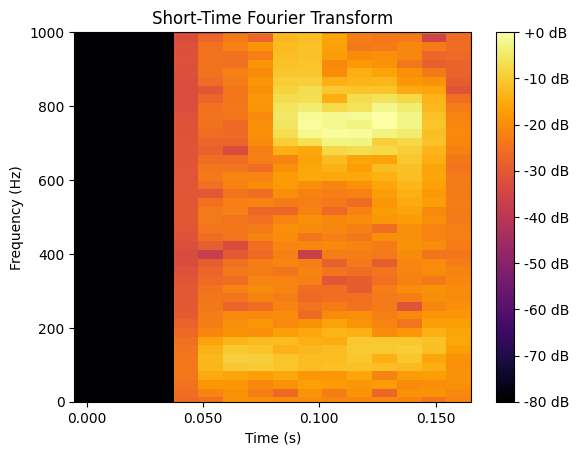 Short-Time Fourier Transform
Frequency (Hz)
1000
800
600
400
200
0
0.000
0.050
0.100
0.150
Time (s)
+0 dB
-10 dB
-20 dB
-30 dB
-40 dB
-50 dB
-60 dB
-70 dB
-80 dB